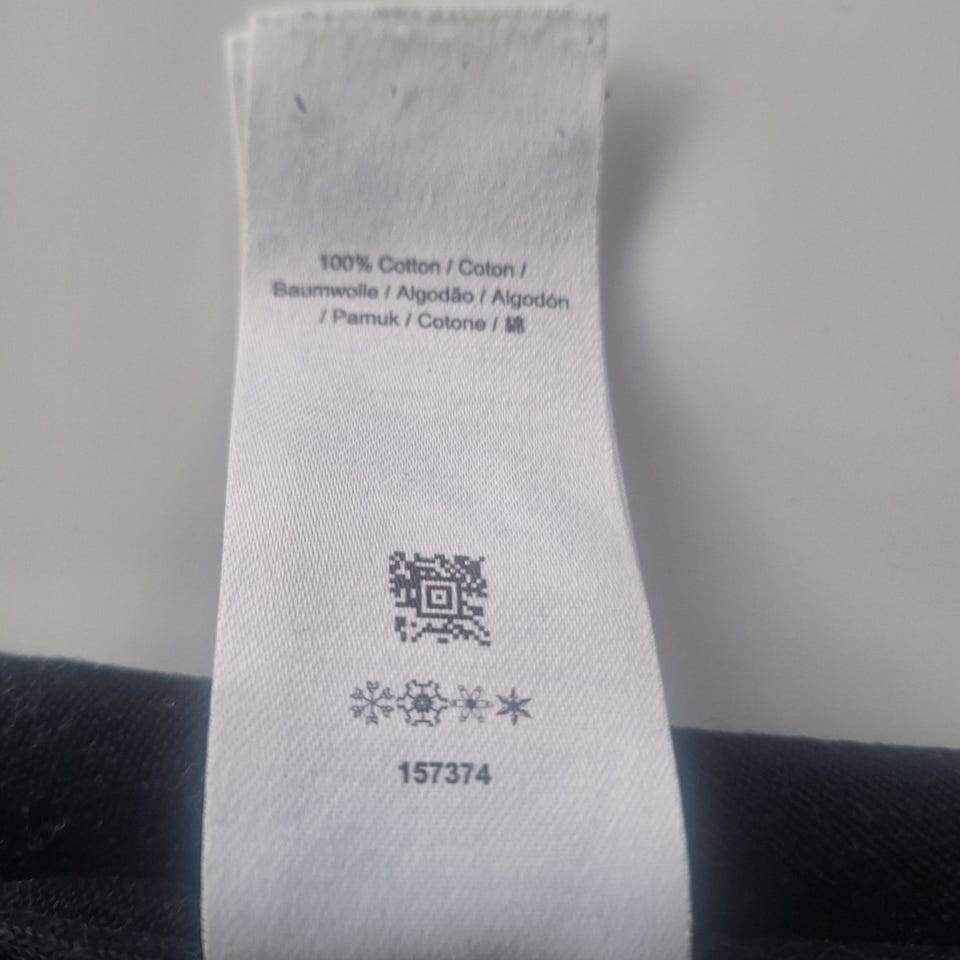 100% Cotton / Coton /
Baumwolle / Algodão / Algodón
/ Pamuk / Cotone / 綿
157374